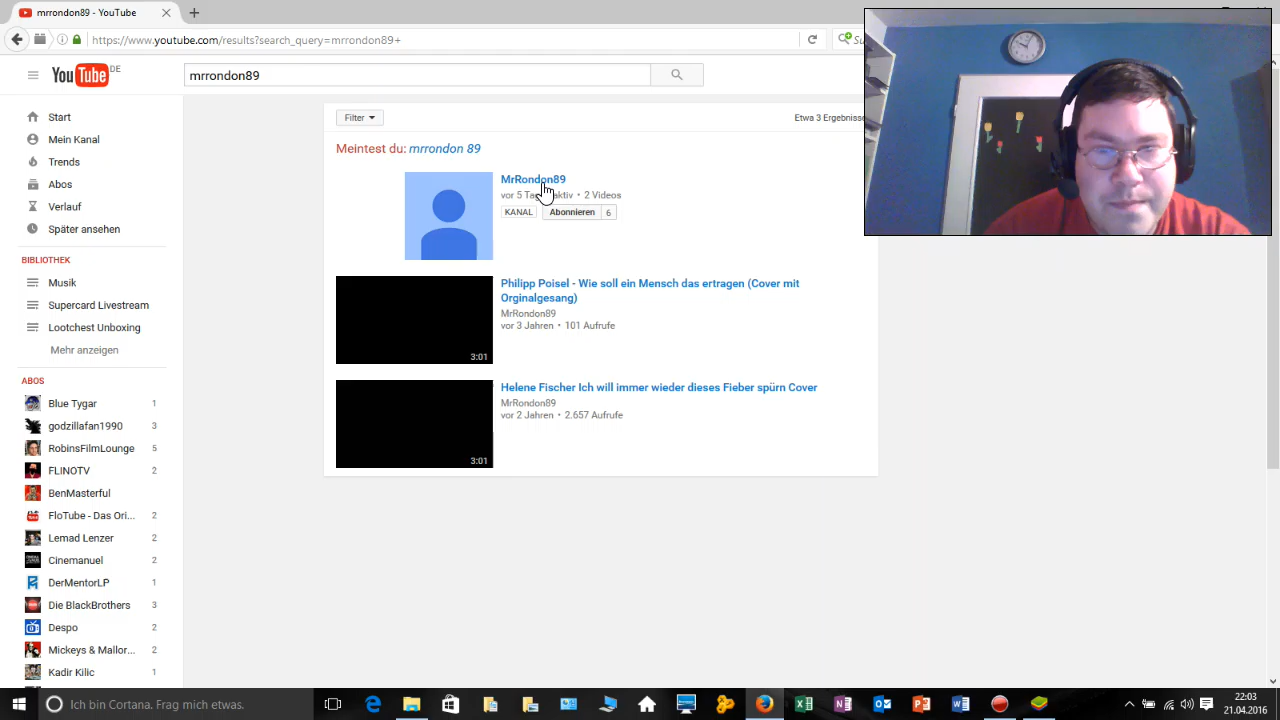 mrrondon89 - YouTube
https://www.youtube.com/results?search_query=mrrondon89+
YouTube DE
mrrondon89
Start
Mein Kanal
Trends
Abos
Verlauf
Später ansehen
BIBLIOTHEK
Musik
Supercard Livestream
Lootchest Unboxing
Mehr anzeigen
ABOS
Blue Tygar 1
godzillafan1990 3
RobinsFilmLounge 5
FLINOTV 2
BenMasterful
FloTube - Das Ori... 2
Lemad Lenzer 2
Cinemanuel 2
DerMentorLP 1
Die BlackBrothers 3
Despo 2
Mickeys & Mallor... 2
Kadir Kilic 1
Filter
Etwa 3 Ergebnisse
Meintest du: mrrondon 89
MrRondon89
vor 5 • 2 Videos
KANAL Abonnieren 6
Philipp Poisel - Wie soll ein Mensch das ertragen (Cover mit
Orginalgesang)
MrRondon89
vor 3 Jahren • 101 Aufrufe
3:01
Helene Fischer Ich will immer wieder dieses Fieber spürn Cover
MrRondon89
vor 2 Jahren • 2.657 Aufrufe
3:01
Ich bin Cortana. Frag mich etwas.
22:03
21.04.2016